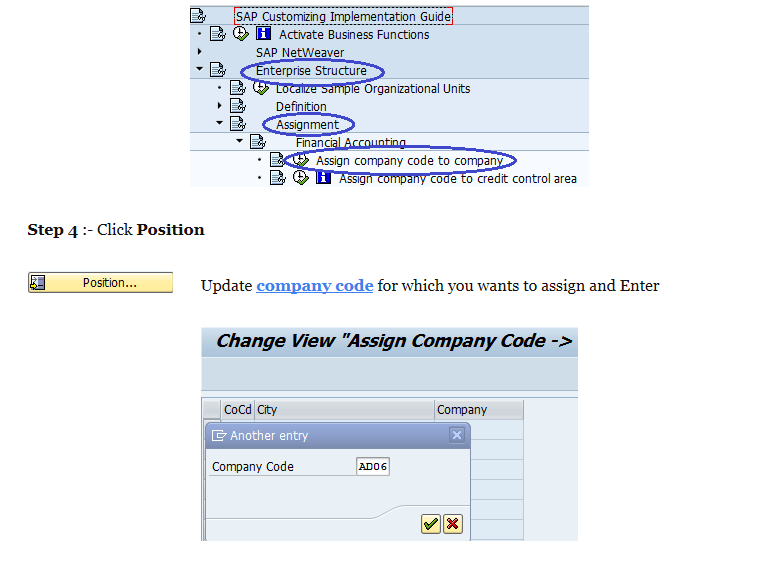 SAP Customizing Implementation Guide
Activate Business Functions
SAP NetWeaver
Enterprise Structure
Localize Sample Organizational Units
Definition
Assignment
Financial Accounting
Assign company code to company
Assign company code to credit control area
Step 4 :- Click Position
Position...
Update company code for which you wants to assign and Enter
Change View "Assign Company Code ->
CoCd City Company
Another entry
Company Code AD06